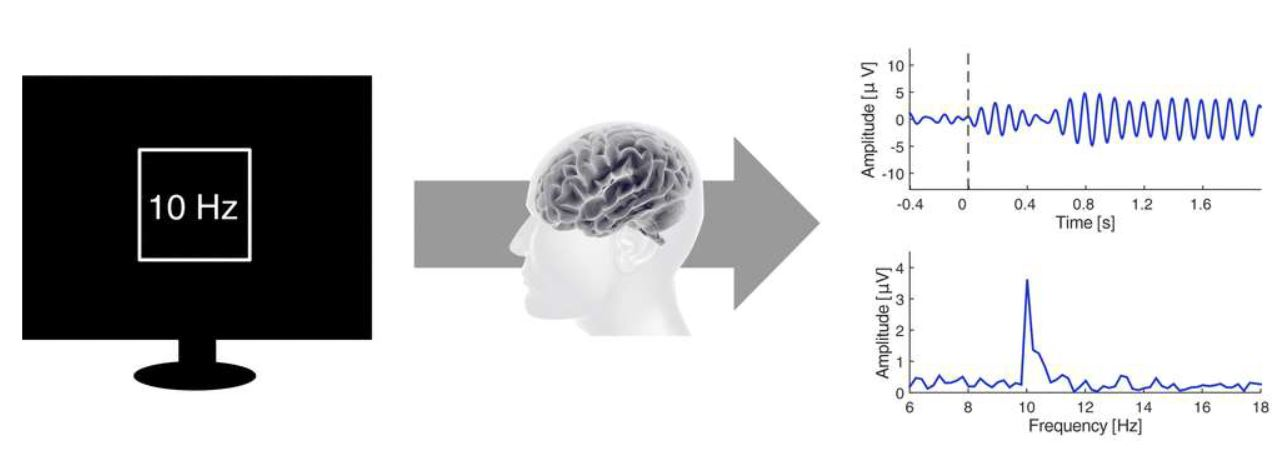 10 Hz
Amplitude [µ V]
10
5
0
-5
-10
-0.4 0 0.4 0.8 1.2 1.6
Time [s]
Amplitude [µV]
4
3
2
1
0
6 8 10 12 14 16 18
Frequency [Hz]